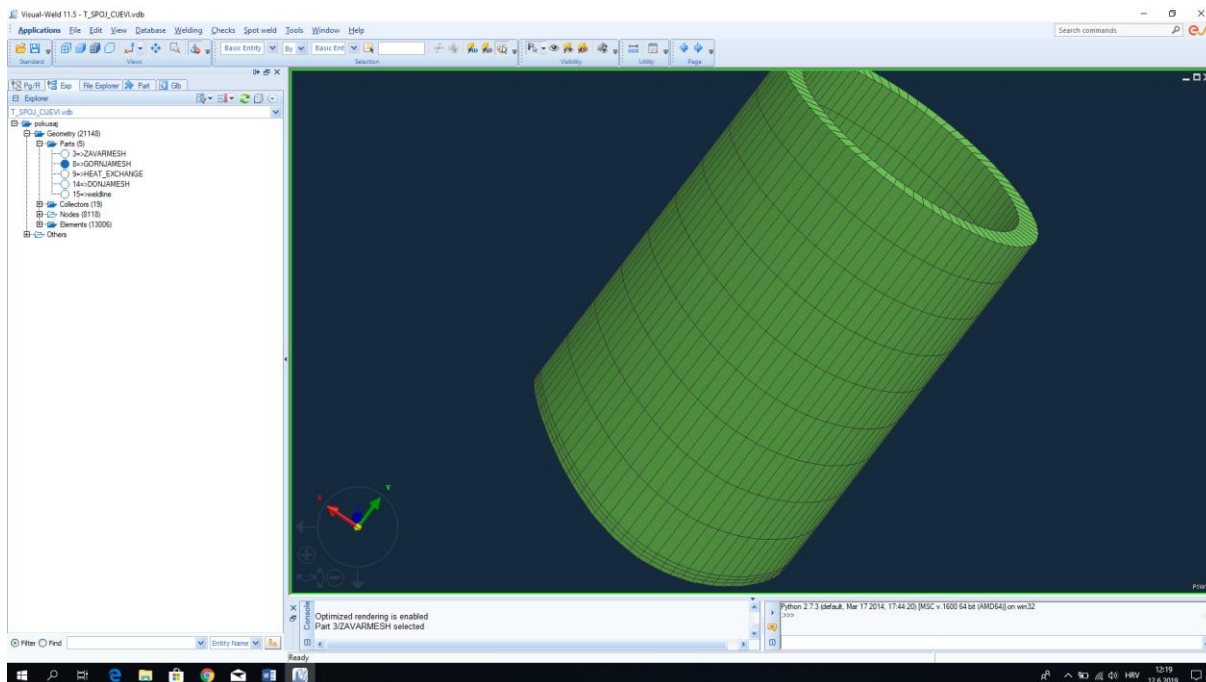 Visual-Weld 11.5 - T_SPOJ_CIJEVI.vdb
Applications File Edit View Database Welding Checks Spot weld Tools Window Help
Search commands
Basic Entity By Basic Ent
Standard Views Selection Visibility Utility Page
Pg/R Exp File Explorer Part Glb
Explorer
T_SPOJ_CIJEVI.vdb
pokusaj
Geometry (21148)
Parts (5)
3=>ZAVARMESH
8=>GORNJAMESH
9=>HEAT_EXCHANGE
14=>DONJAMESH
15=>weldline
Collectors (19)
Nodes (8118)
Elements (13006)
Others
X Y
Console
Optimized rendering is enabled
Part 3/ZAVARMESH selected
Python 2.7.3 (default, Mar 17 2014, 17:44:20) [MSC v.1600 64 bit (AMD64)] on win32
>>>
Filter Find Entity Name
Ready
HRV
12:19
12.6.2019.